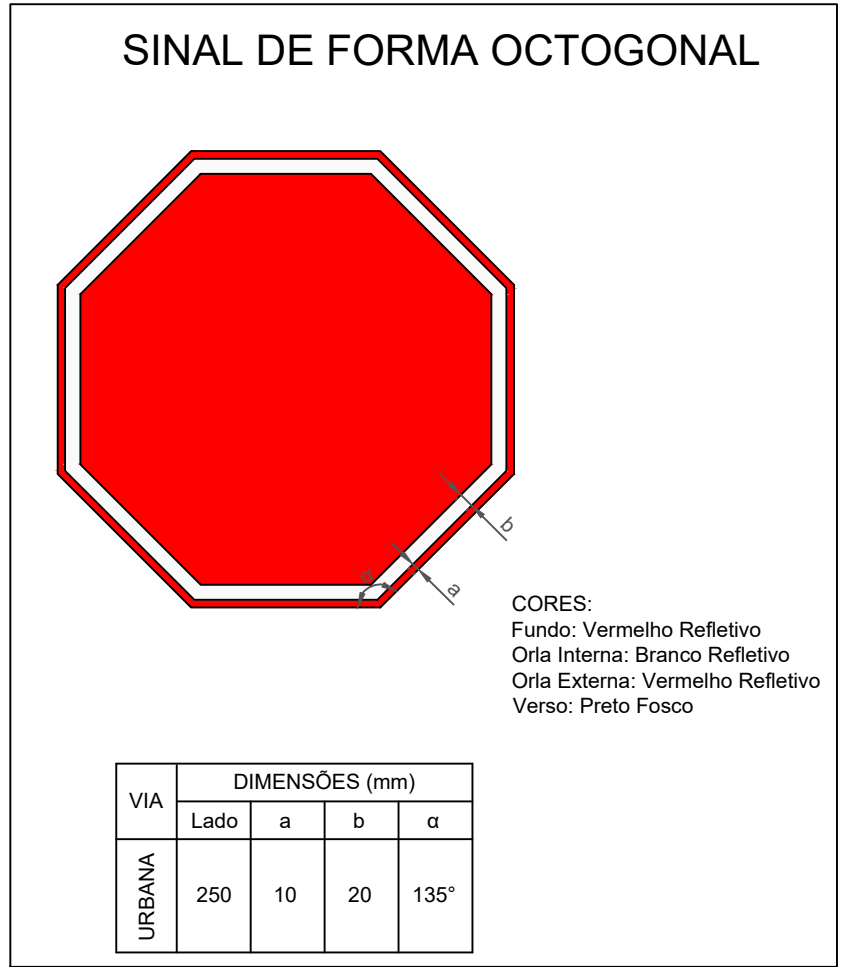 SINAL DE FORMA OCTOGONAL
b
a
α
CORES:
Fundo: Vermelho Refletivo
Orla Interna: Branco Refletivo
Orla Externa: Vermelho Refletivo
Verso: Preto Fosco
VIA
DIMENSÕES (mm)
Lado a b α
URBANA
250 10 20 135°